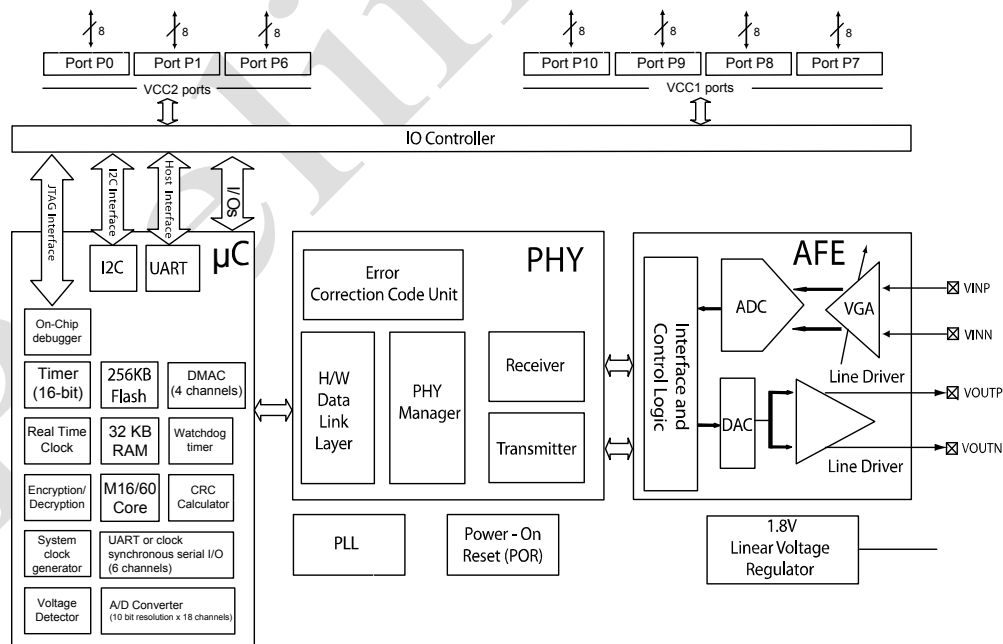 8
8
8
8
8
8
8
Port P0
Port P1
Port P6
Port P10
Port P9
Port P8
Port P7
VCC2 ports
VCC1 ports
IO Controller
JTAG Interface
I2C Interface
Host Interface
I/Os
µC
I2C
UART
On-Chip
debugger
Timer
(16-bit)
256KB
Flash
DMAC
(4 channels)
Real Time
Clock
32 KB
RAM
Watchdog
timer
Encryption/
Decryption
M16/60
Core
CRC
Calculator
System
clock
generator
UART or clock
synchronous serial I/O
(6 channels)
Voltage
Detector
A/D Converter
(10 bit resolution x 18 channels)
PHY
Error
Correction Code Unit
H/W
Data
Link
Layer
PHY
Manager
Receiver
Transmitter
PLL
Power - On
Reset (POR)
AFE
Interface and
Control Logic
ADC
VGA
Line Driver
DAC
Line Driver
VINP
VINN
VOUTP
VOUTN
1.8V
Linear Voltage
Regulator